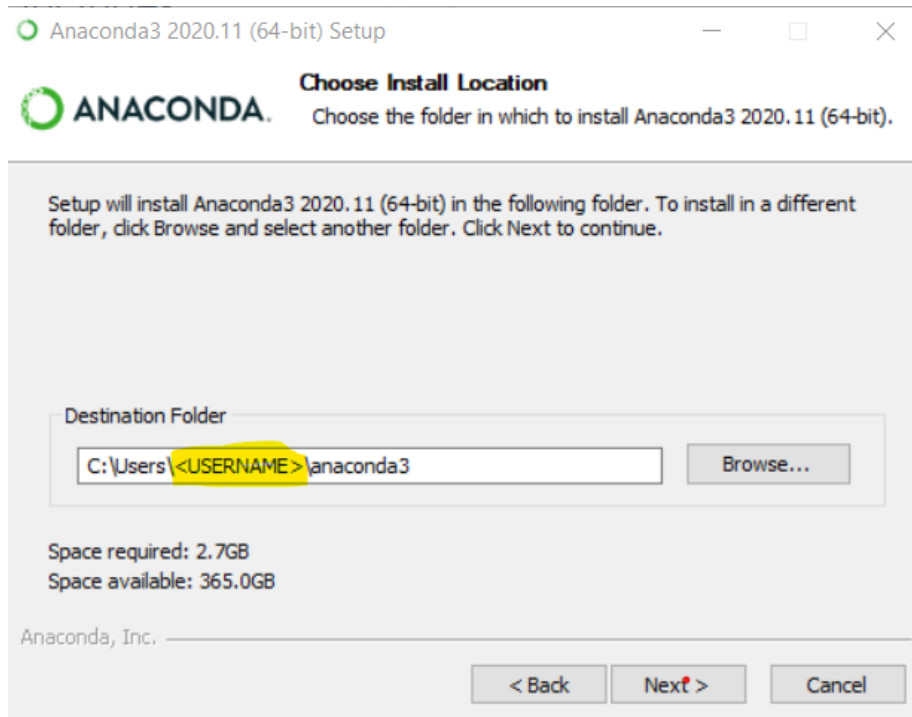 Anaconda3 2020.11 (64-bit) Setup
ANACONDA.
Choose Install Location
Choose the folder in which to install Anaconda3 2020.11 (64-bit).
Setup will install Anaconda3 2020.11 (64-bit) in the following folder. To install in a different
folder, click Browse and select another folder. Click Next to continue.
Destination Folder
C:\Users\<USERNAME>\anaconda3
Browse...
Space required: 2.7GB
Space available: 365.0GB
Anaconda, Inc.
< Back
Next >
Cancel